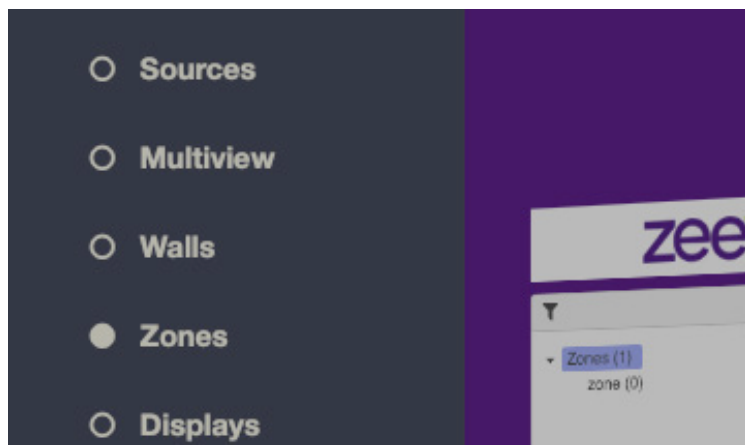 Sources
Multiview
Walls
Zones
Displays
zee
Zones (1)
zone (0)